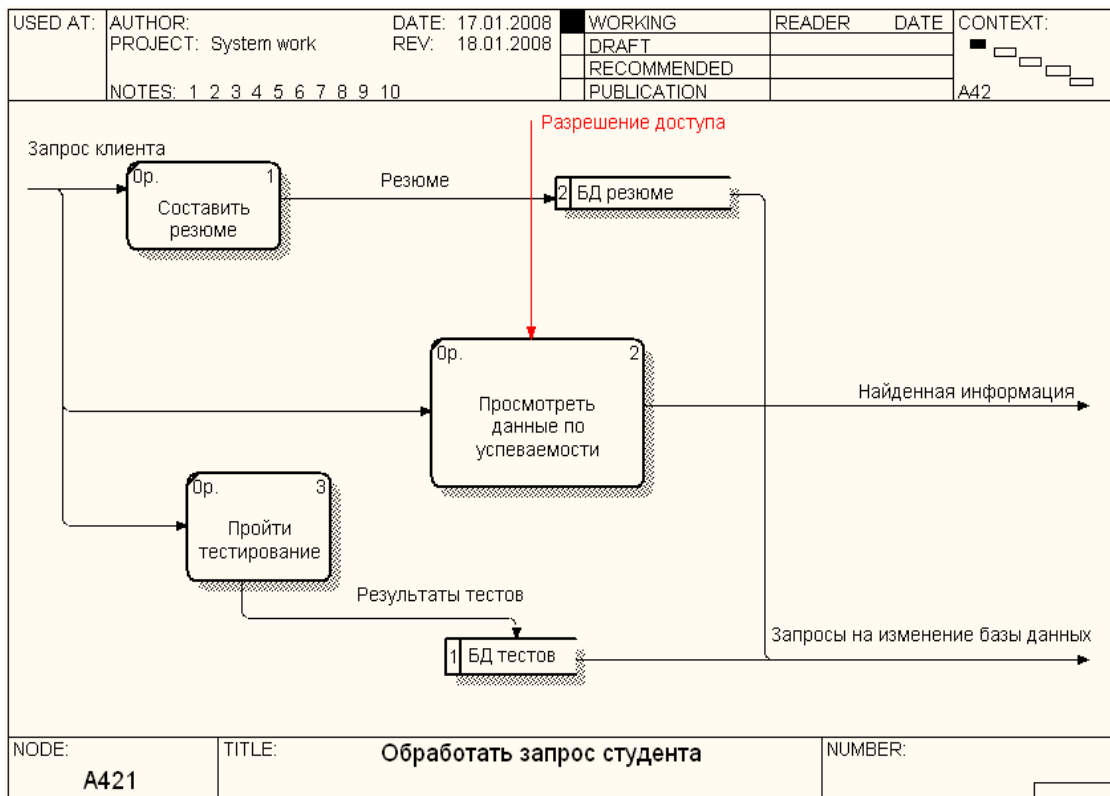 USED AT:
AUTHOR:
DATE: 17.01.2008
PROJECT: System work
REV: 18.01.2008
NOTES: 1 2 3 4 5 6 7 8 9 10
WORKING
DRAFT
RECOMMENDED
PUBLICATION
READER DATE
CONTEXT:
A42
Разрешение доступа
Запрос клиента
0р. 1
Составить
резюме
Резюме
2 БД резюме
0р. 2
Просмотреть
данные по
успеваемости
Найденная информация
0р. 3
Пройти
тестирование
Результаты тестов
1 БД тестов
Запросы на изменение базы данных
NODE:
A421
TITLE:
Обработать запрос студента
NUMBER: